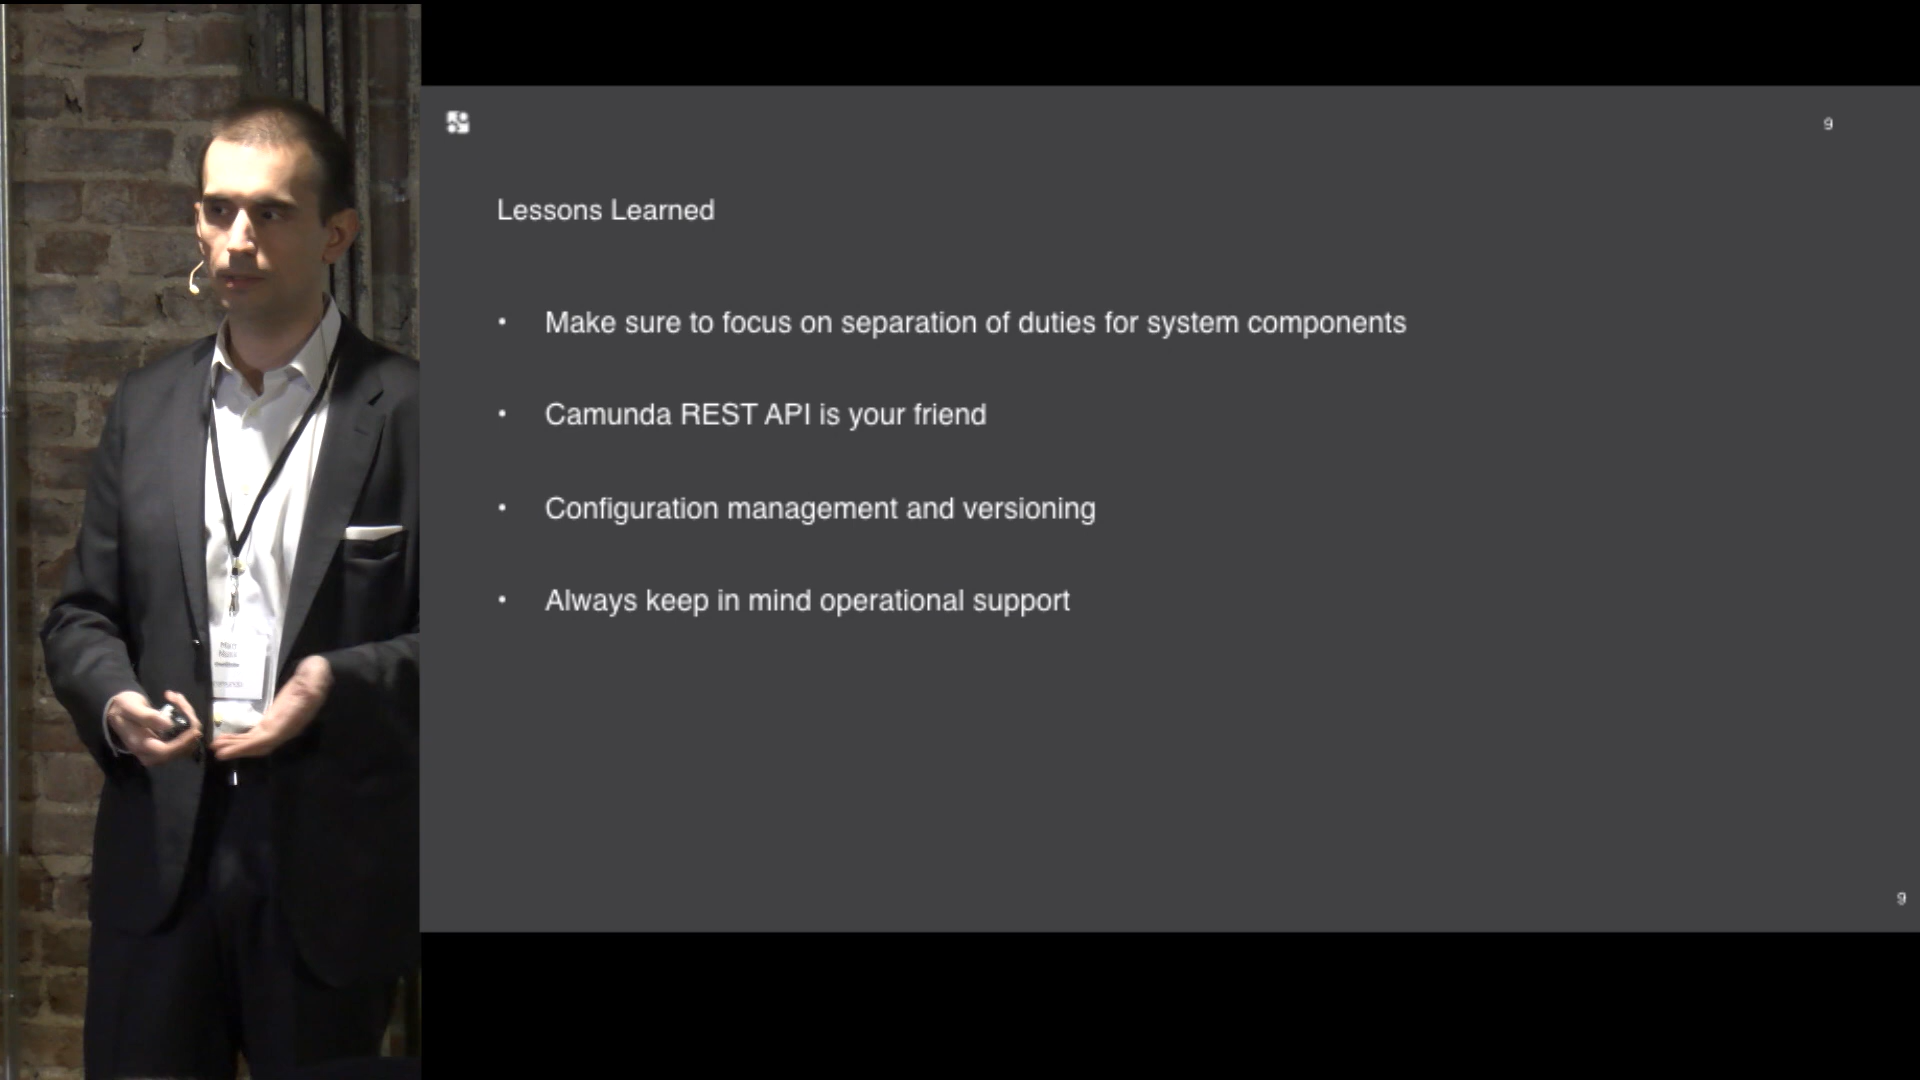 9
Lessons Learned
• Make sure to focus on separation of duties for system components
• Camunda REST API is your friend
• Configuration management and versioning
• Always keep in mind operational support
9